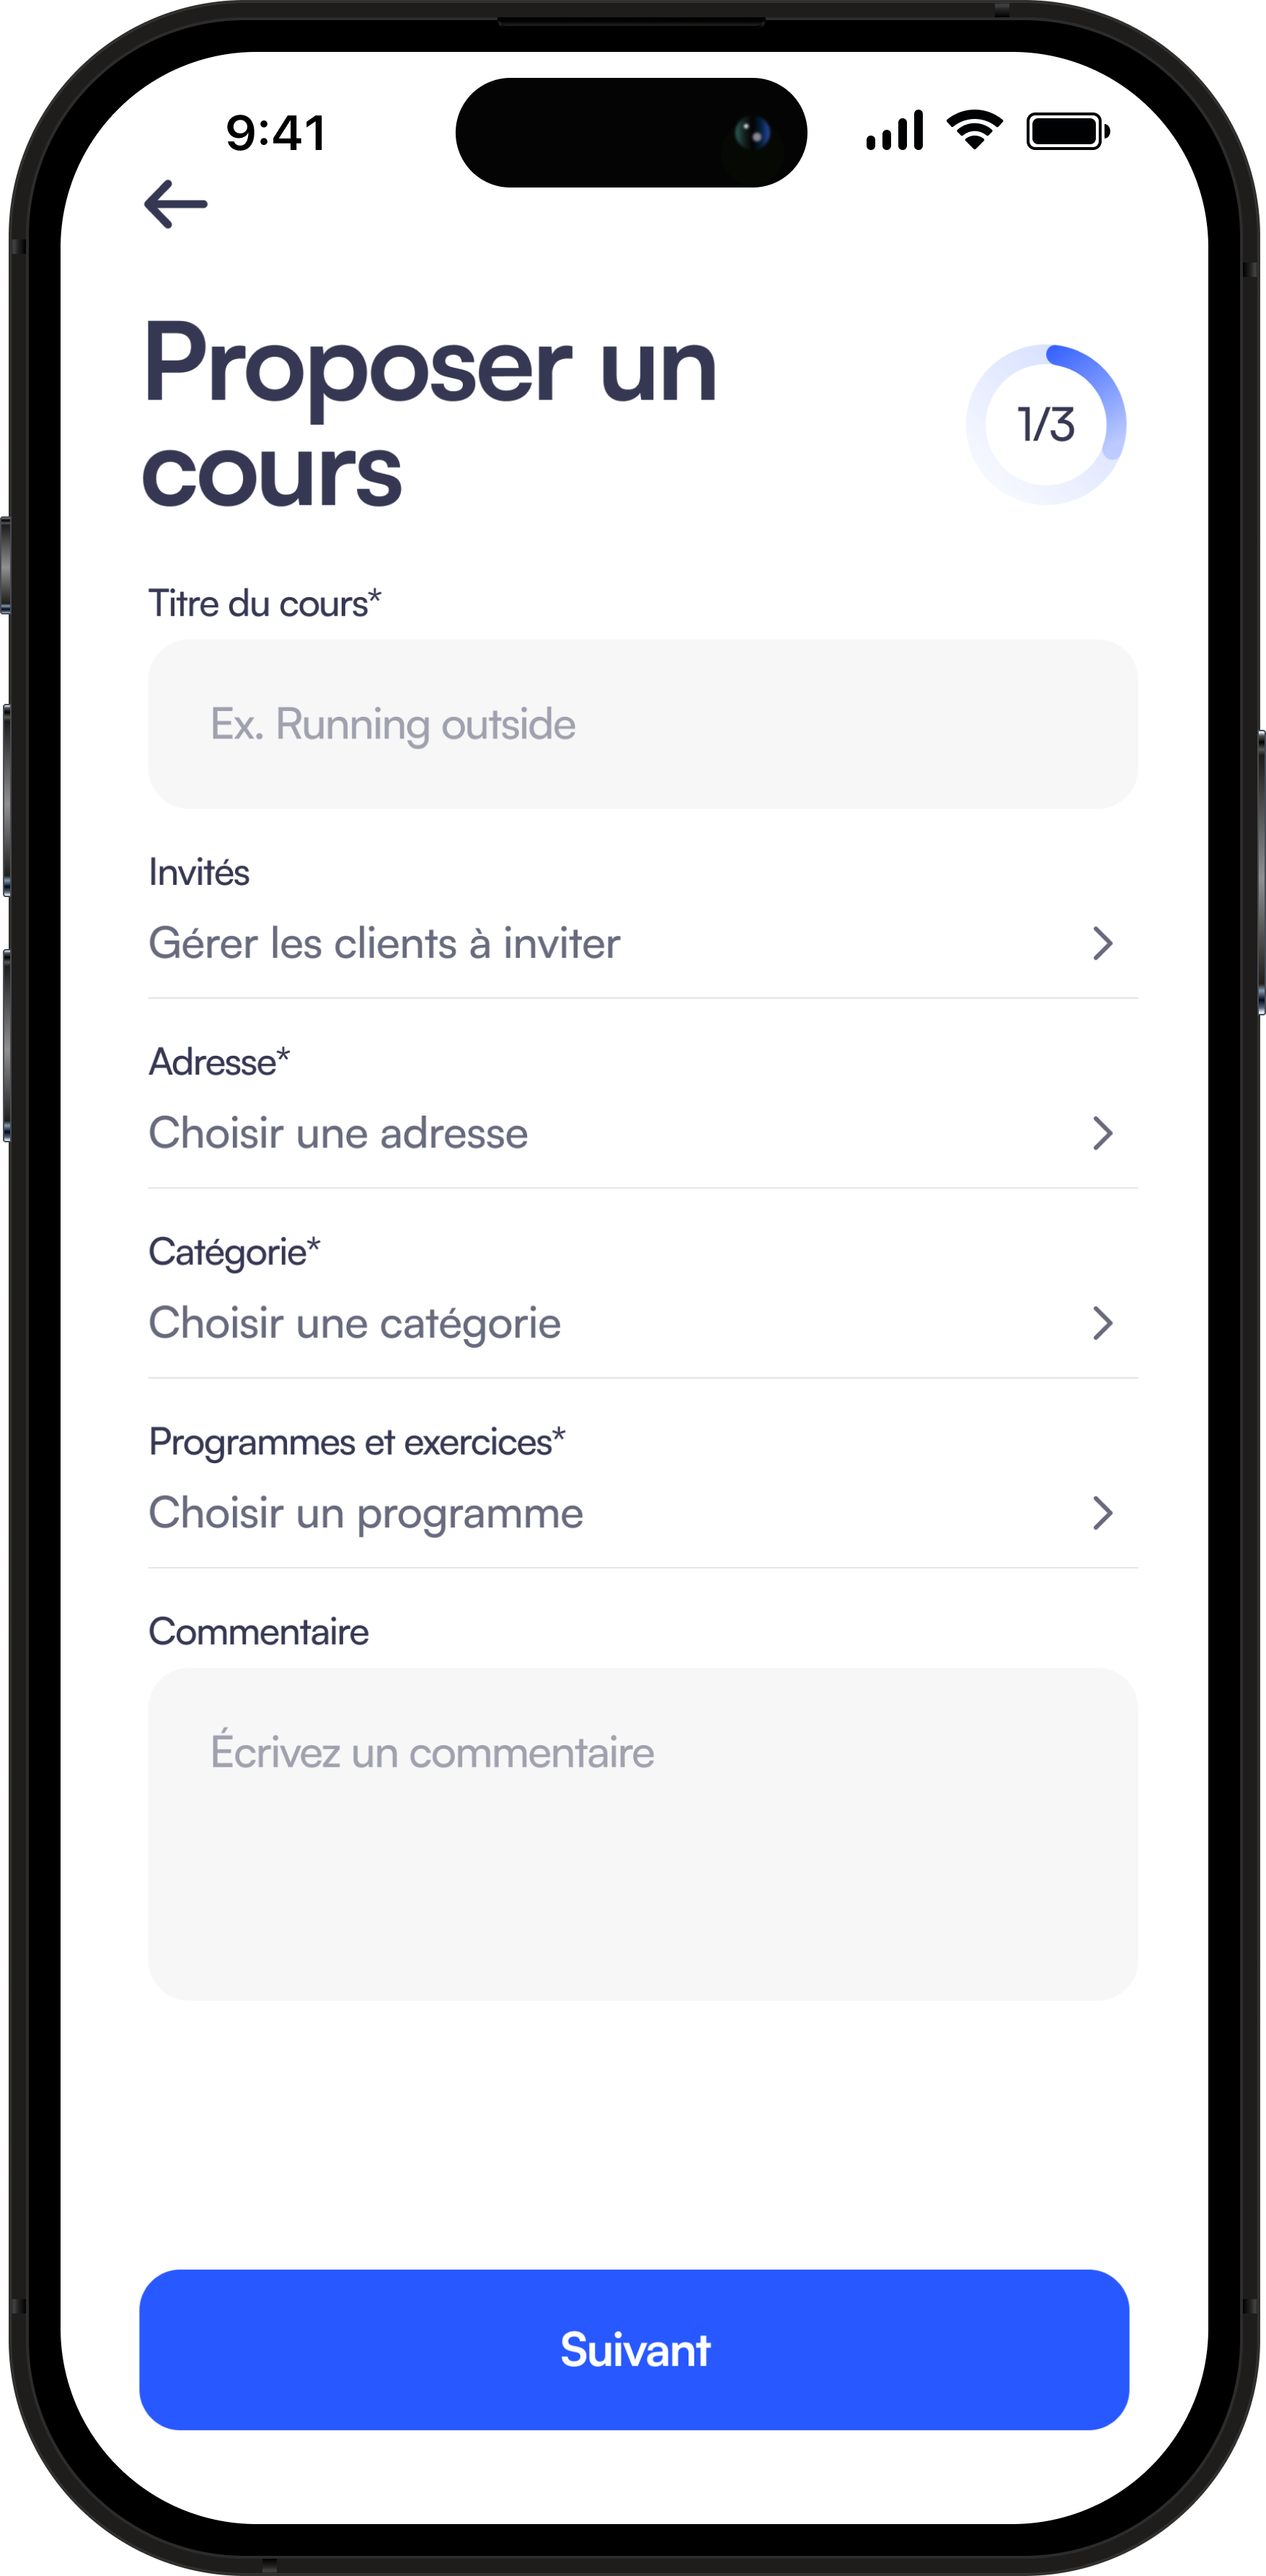 9:41
Proposer un
cours
1/3
Titre du cours*
Ex. Running outside
Invités
Gérer les clients à inviter
Adresse*
Choisir une adresse
Catégorie*
Choisir une catégorie
Programmes et exercices*
Choisir un programme
Commentaire
Écrivez un commentaire
Suivant